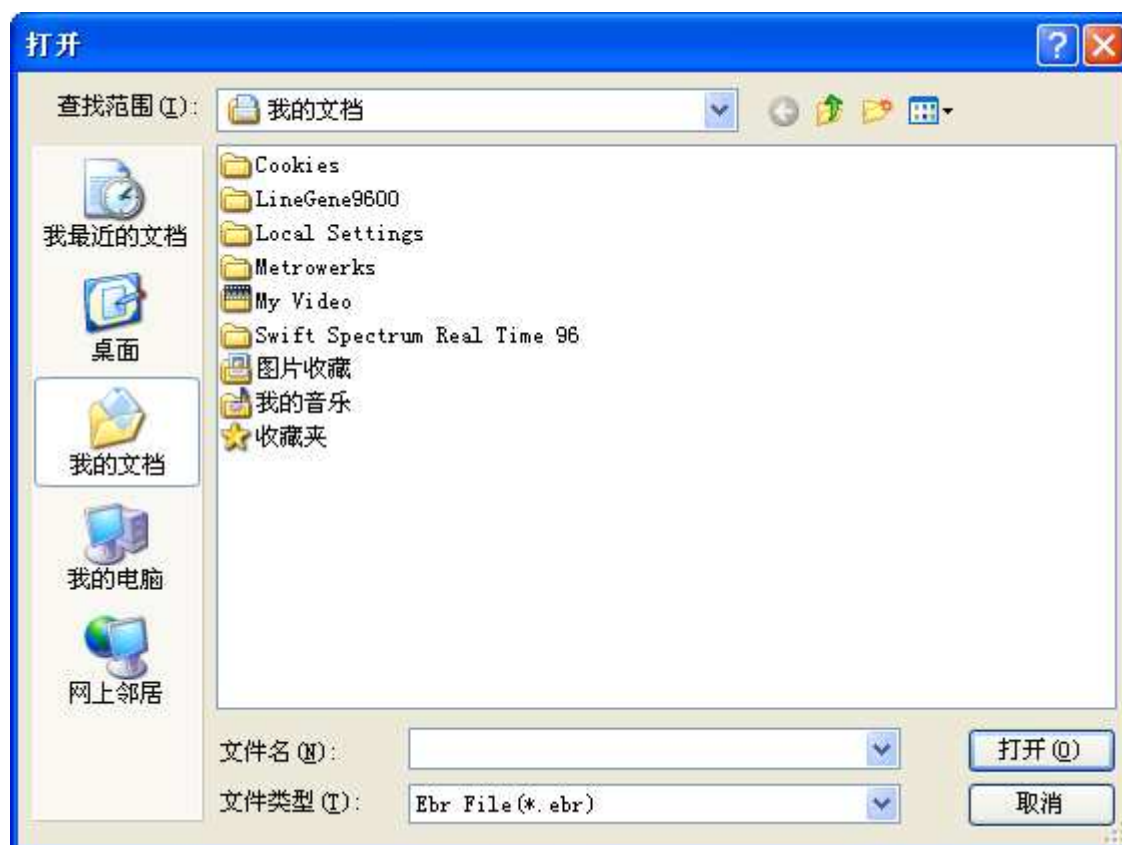 打开
查找范围(I):
我的文档
我最近的文档
桌面
我的文档
我的电脑
网上邻居
Cookies
LineGene9600
Local Settings
Metrowerks
My Video
Swift Spectrum Real Time 96
图片收藏
我的音乐
收藏夹
文件名(N):
打开(O)
文件类型(T):
Ebr File(*.ebr)
取消